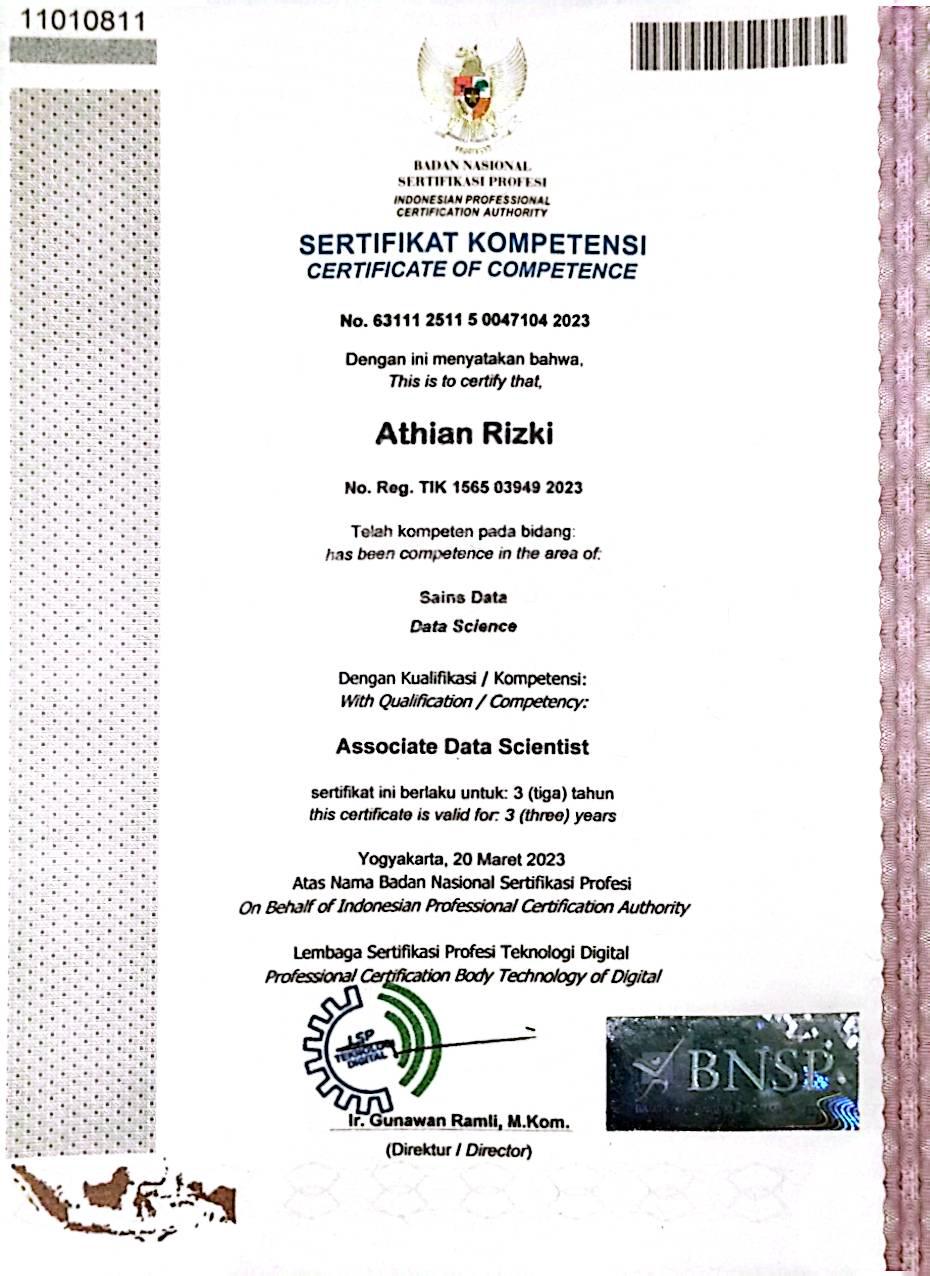 11010811
BADAN NASIONAL
SERTIFIKASI PROFESI
INDONESIAN PROFESSIONAL
CERTIFICATION AUTHORITY
SERTIFIKAT KOMPETENSI
CERTIFICATE OF COMPETENCE
No. 63111 2511 5 0047104 2023
Dengan ini menyatakan bahwa,
This is to certify that,
Athian Rizki
No. Reg. TIK 1565 03949 2023
Telah kompeten pada bidang:
has been competence in the area of:
Sains Data
Data Science
Dengan Kualifikasi / Kompetensi:
With Qualification / Competency:
Associate Data Scientist
sertifikat ini berlaku untuk: 3 (tiga) tahun
this certificate is valid for: 3 (three) years
Yogyakarta, 20 Maret 2023
Atas Nama Badan Nasional Sertifikasi Profesi
On Behalf of Indonesian Professional Certification Authority
Lembaga Sertifikasi Profesi Teknologi Digital
Professional Certification Body Technology of Digital
LSP
DIGITAL
BNSP
Ir. Gunawan Ramli, M.Kom.
(Direktur / Director)